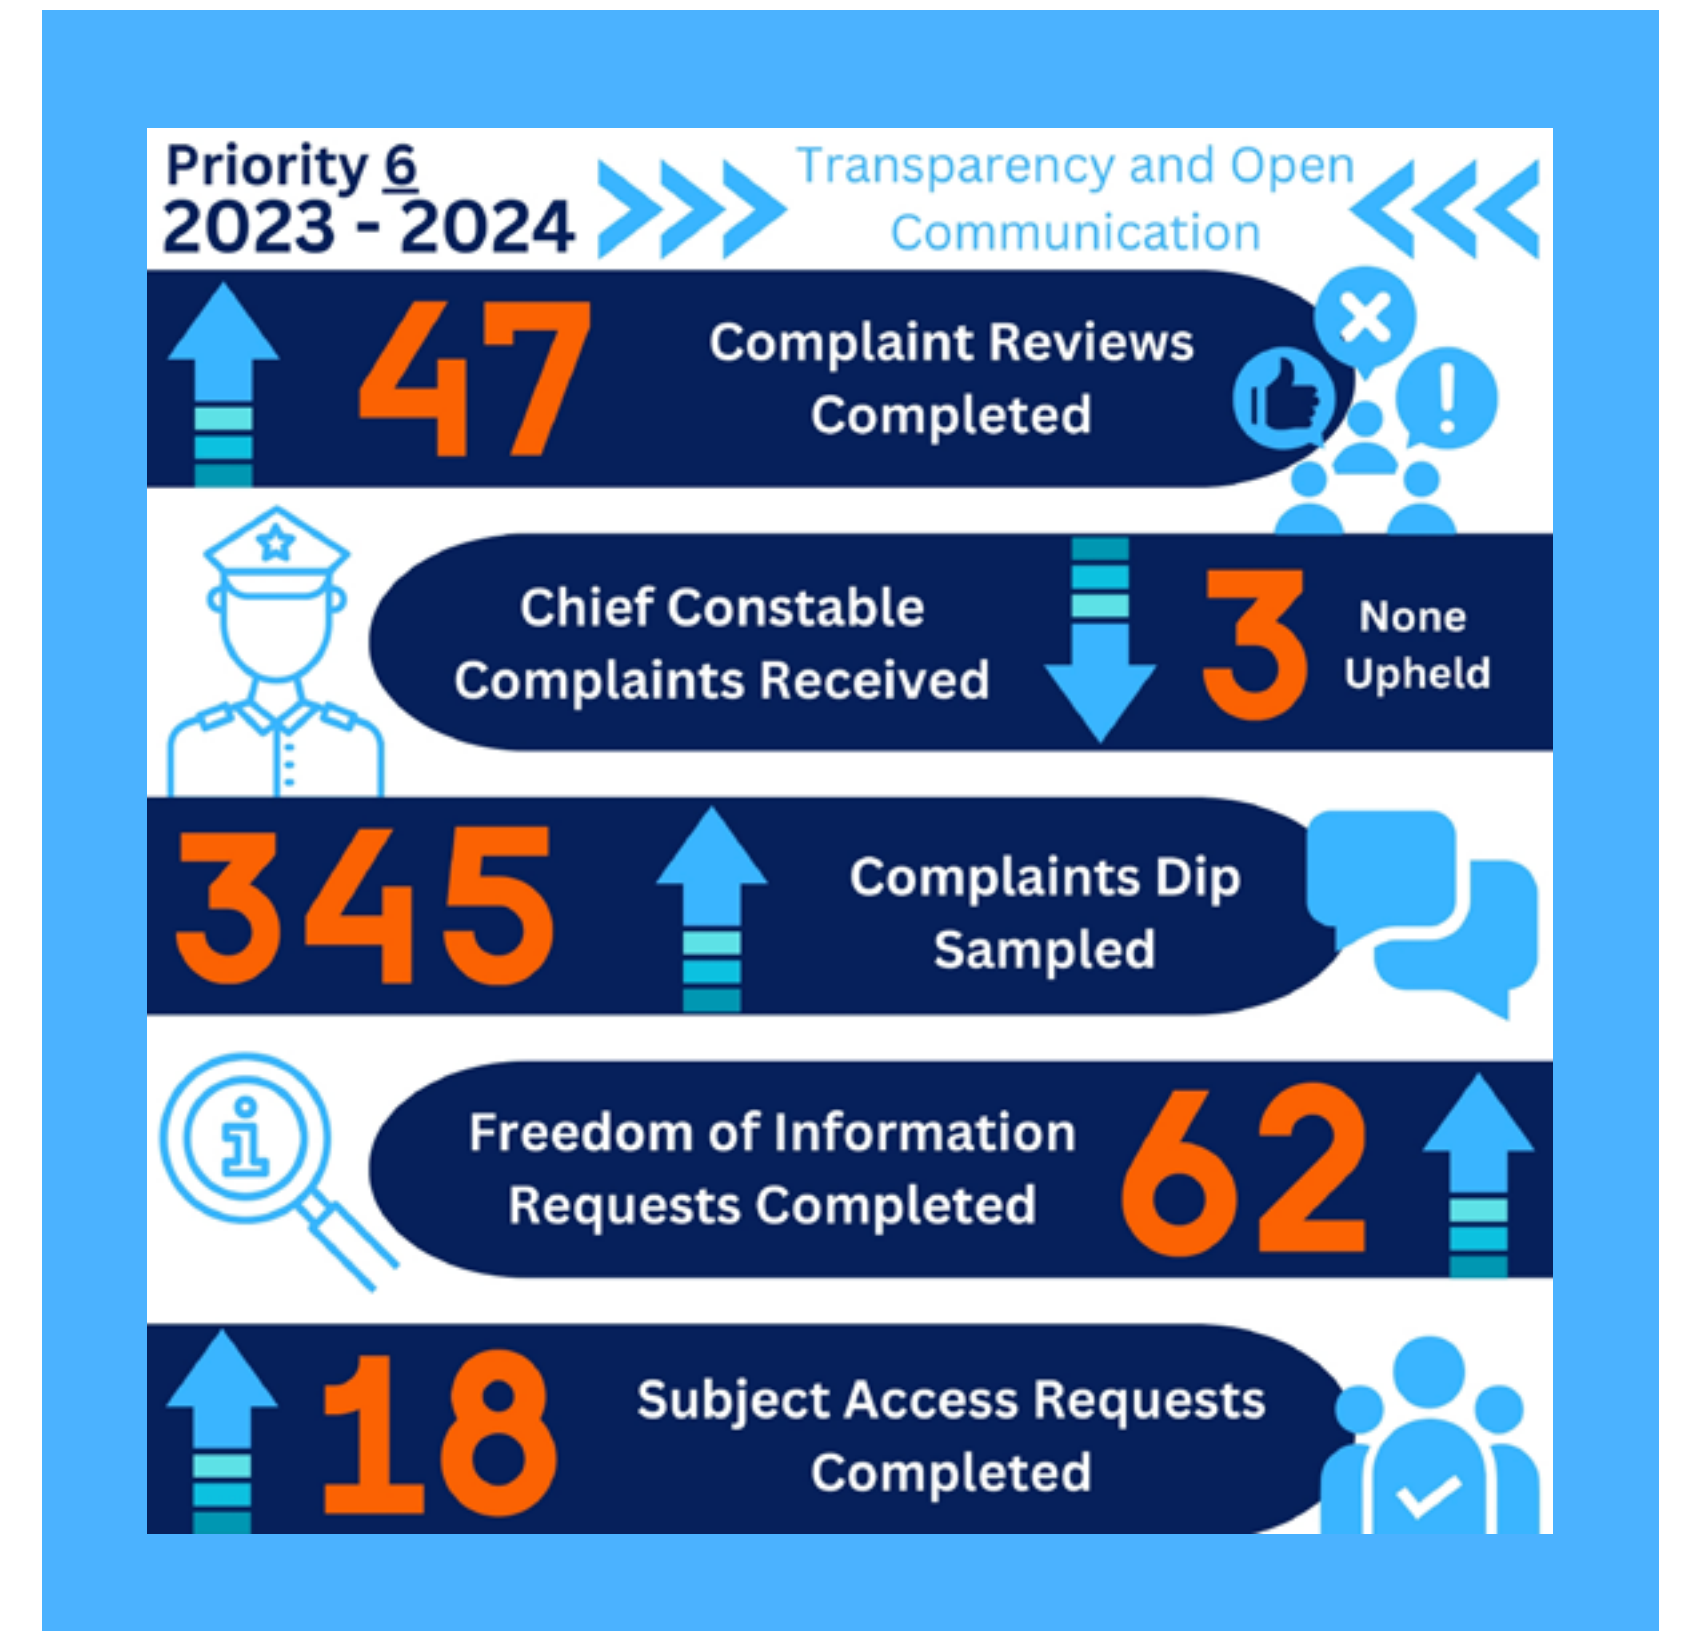 Priority 6
2023 - 2024
Transparency and Open
Communication
47
Complaint Reviews
Completed
Chief Constable
Complaints Received
3
None
Upheld
345
Complaints Dip
Sampled
Freedom of Information
Requests Completed
62
18
Subject Access Requests
Completed